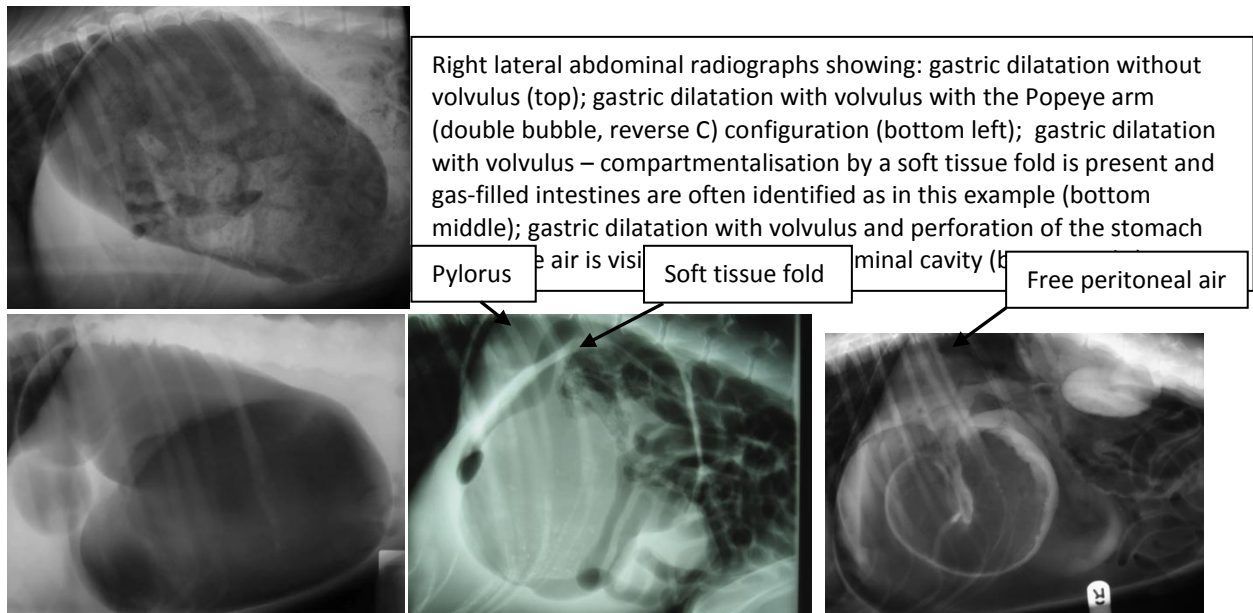 Right lateral abdominal radiographs showing: gastric dilatation without
volvulus (top); gastric dilatation with volvulus with the Popeye arm
(double bubble, reverse C) configuration (bottom left);  gastric dilatation
with volvulus – compartmentalisation by a soft tissue fold is present and
gas-filled intestines are often identified as in this example (bottom
middle); gastric dilatation with volvulus and perforation of the stomach
air is
Pylorus
Soft tissue fold
Free peritoneal air
R